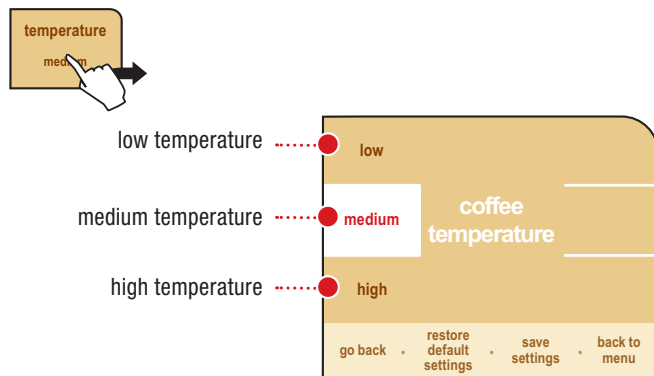 temperature
medium
low temperature
low
medium temperature
medium
coffee
temperature
high temperature
high
go back
restore
default
settings
save
settings
back to
menu